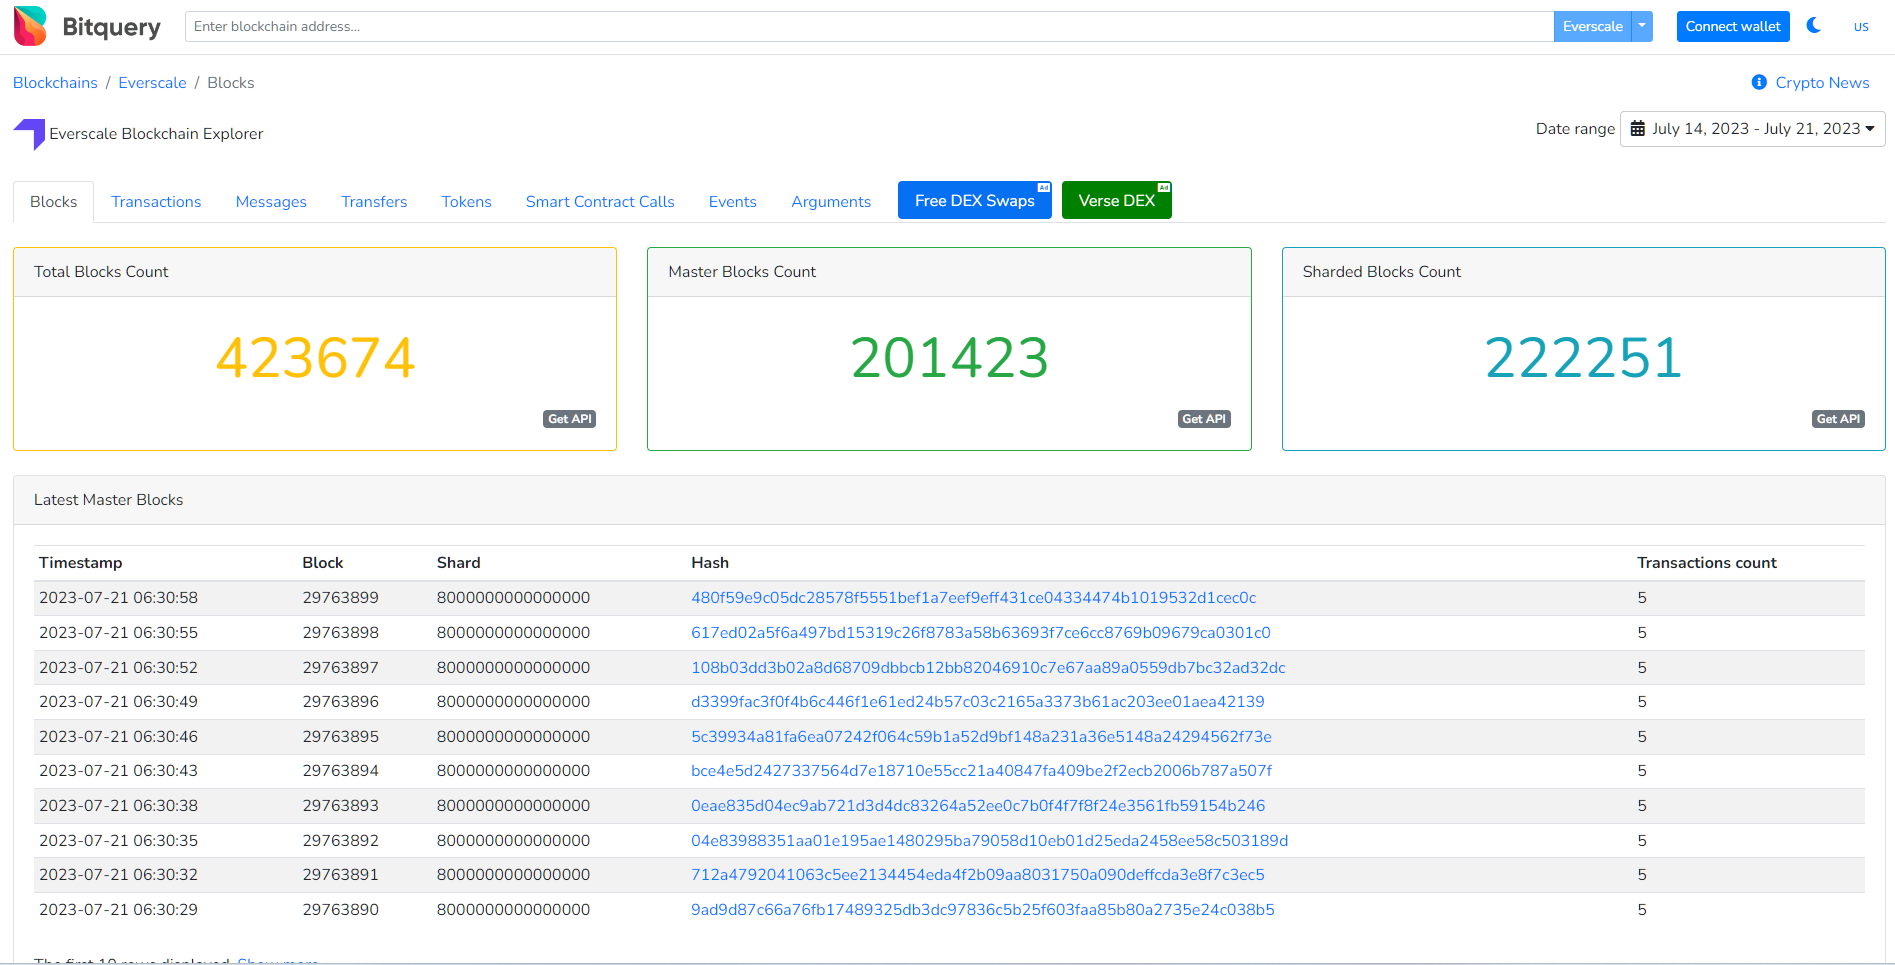 Bitquery Enter blockchain address... Everscale Connect wallet US
Blockchains / Everscale / Blocks Crypto News
Everscale Blockchain Explorer Date range July 14, 2023 - July 21, 2023
Blocks Transactions Messages Transfers Tokens Smart Contract Calls Events Arguments Free DEX Swaps Ad Verse DEX Ad
Total Blocks Count Master Blocks Count Sharded Blocks Count
423674 201423 222251
Get API Get API Get API
Latest Master Blocks
Timestamp Block Shard Hash Transactions count
2023-07-21 06:30:58 29763899 8000000000000000 480f59e9c05dc28578f5551bef1a7eef9eff431ce04334474b1019532d1cec0c 5
2023-07-21 06:30:55 29763898 8000000000000000 617ed02a5f6a497bd15319c26f8783a58b63693f7ce6cc8769b09679ca0301c0 5
2023-07-21 06:30:52 29763897 8000000000000000 108b03dd3b02a8d68709dbbcb12bb82046910c7e67aa89a0559db7bc32ad32dc 5
2023-07-21 06:30:49 29763896 8000000000000000 d3399fac3f0f4b6c446f1e61ed24b57c03c2165a3373b61ac203ee01aea42139 5
2023-07-21 06:30:46 29763895 8000000000000000 5c39934a81fa6ea07242f064c59b1a52d9bf148a231a36e5148a24294562f73e 5
2023-07-21 06:30:43 29763894 8000000000000000 bce4e5d2427337564d7e18710e55cc21a40847fa409be2f2ecb2006b787a507f 5
2023-07-21 06:30:38 29763893 8000000000000000 0eae835d04ec9ab721d3d4dc83264a52ee0c7b0f4f7f8f24e3561fb59154b246 5
2023-07-21 06:30:35 29763892 8000000000000000 04e83988351aa01e195ae1480295ba79058d10eb01d25eda2458ee58c503189d 5
2023-07-21 06:30:32 29763891 8000000000000000 712a4792041063c5ee2134454eda4f2b09aa8031750a090deffcda3e8f7c3ec5 5
2023-07-21 06:30:29 29763890 8000000000000000 9ad9d87c66a76fb17489325db3dc97836c5b25f603faa85b80a2735e24c038b5 5
The first 10 rows displayed. Show more